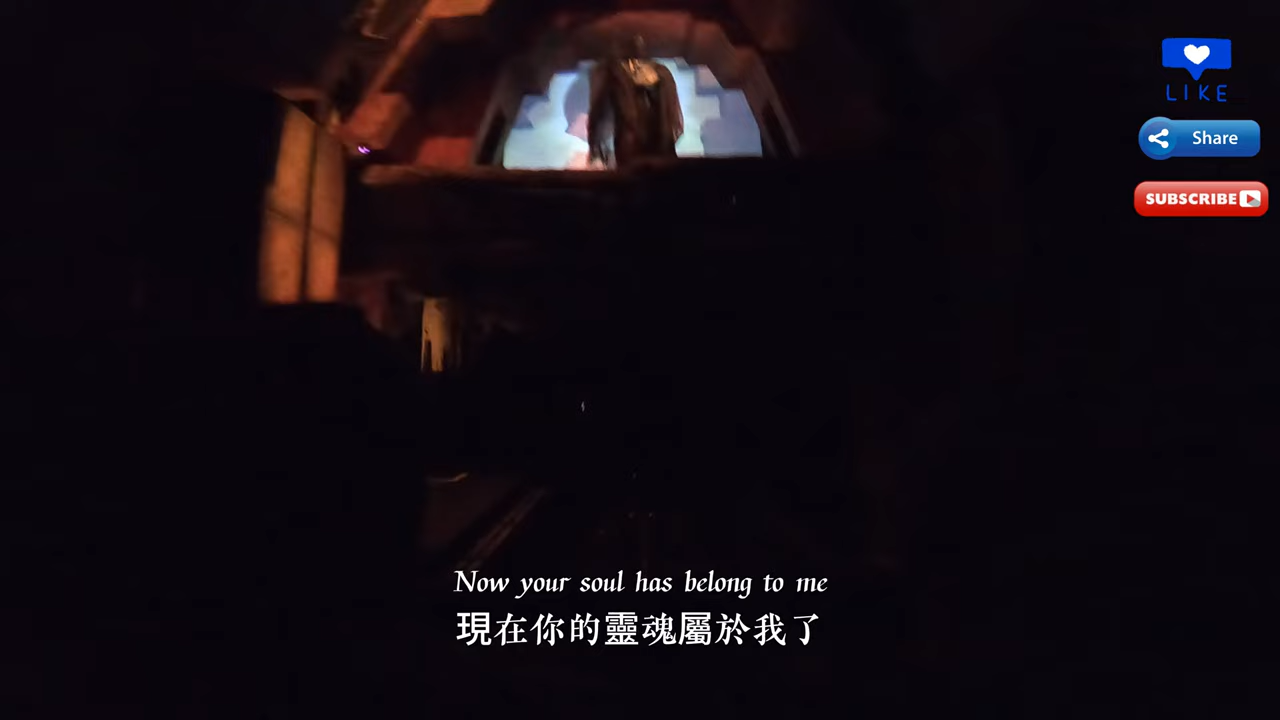 LIKE
Share
SUBSCRIBE
Now your soul has belong to me
現在你的靈魂屬於我了